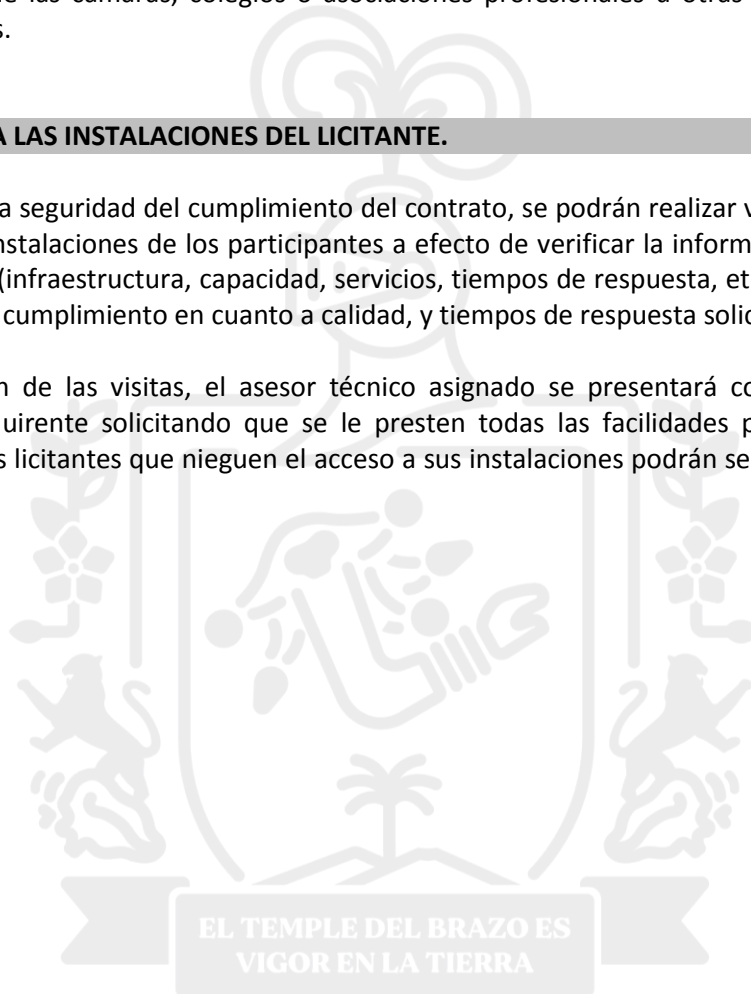 de las cámaras, colegios o asociaciones profesionales a otras
s.
A LAS INSTALACIONES DEL LICITANTE.
a seguridad del cumplimiento del contrato, se podrán realizar v
nstalaciones de los participantes a efecto de verificar la inform
(infraestructura, capacidad, servicios, tiempos de respuesta, et
cumplimiento en cuanto a calidad, y tiempos de respuesta solic
n de las visitas, el asesor técnico asignado se presentará co
uirente solicitando que se le presten todas las facilidades p
s licitantes que nieguen el acceso a sus instalaciones podrán se
EL TEMPLE DEL BRAZO ES
VIGOR EN LA TIERRA